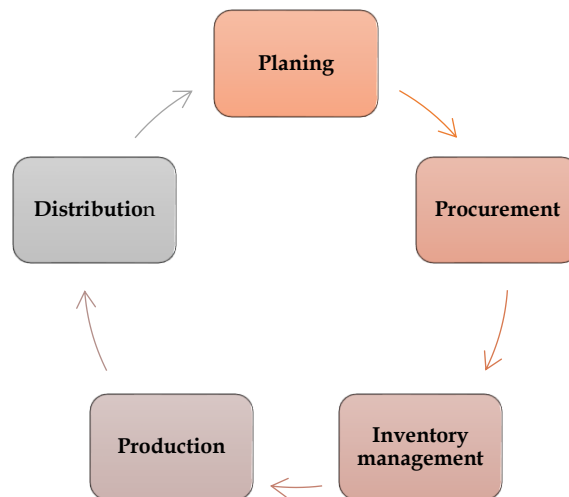 Planing
Procurement
Inventory
management
Production
Distribution